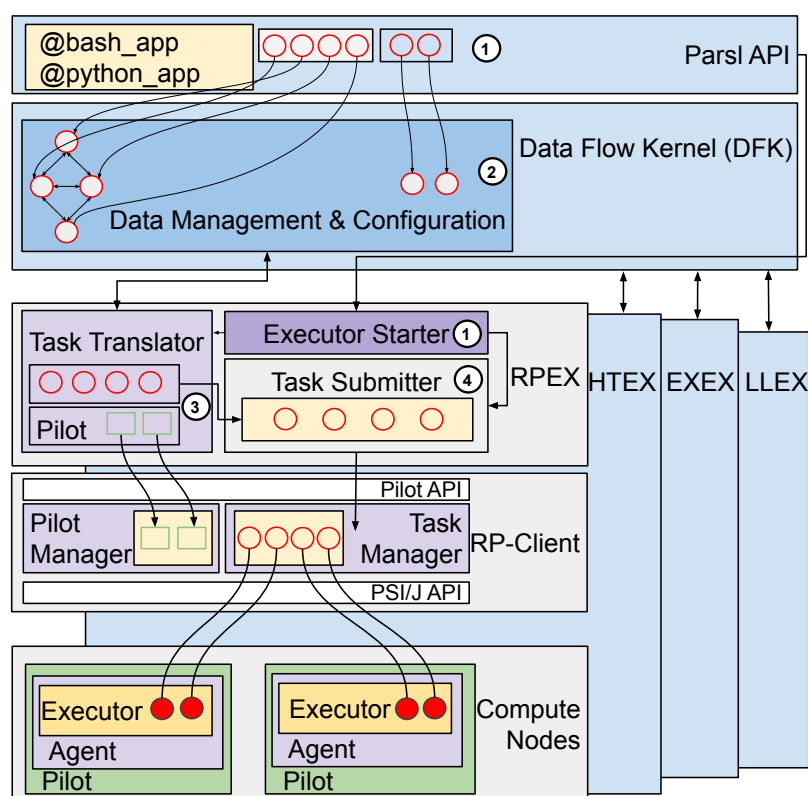 @bash_app
@python_app
1
Parsl API
Data Flow Kernel (DFK)
2
Data Management & Configuration
Task Translator
Executor Starter
1
Task Submitter
4
RPEX
HTEX
EXEX
LLEX
3
Pilot
Pilot API
Pilot
Manager
Task
Manager
RP-Client
PSI/J API
Executor
Agent
Pilot
Executor
Agent
Pilot
Compute
Nodes